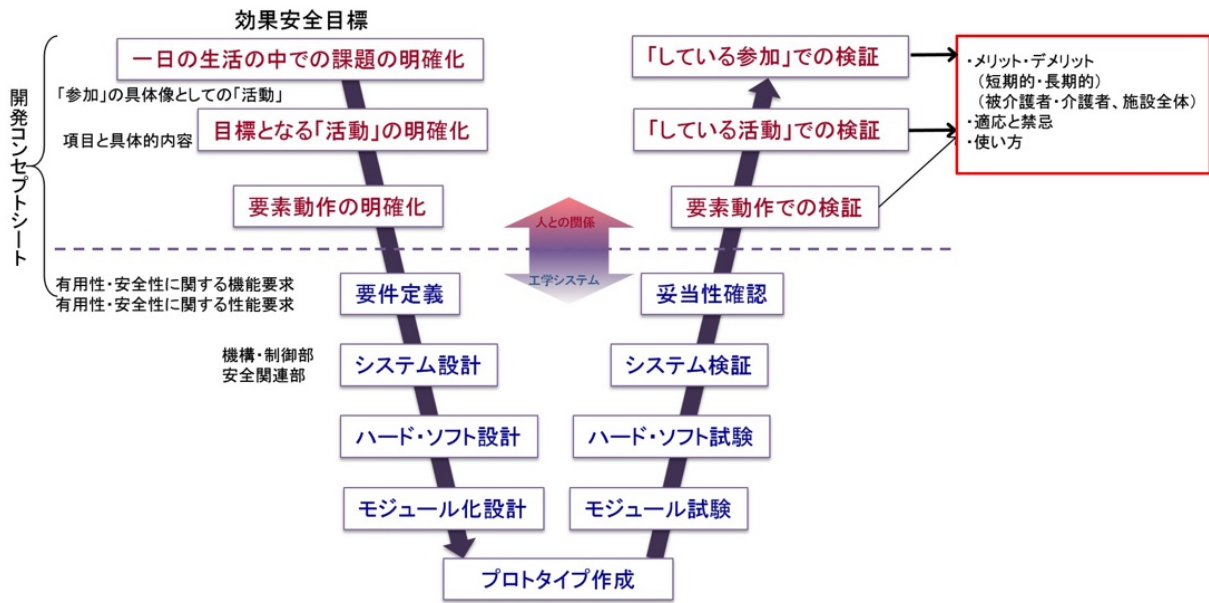 効果安全目標
一日の生活の中での課題の明確化
「参加」の具体像としての「活動」
目標となる「活動」の明確化
項目と具体的内容
要素動作の明確化
開発コンセプトシート
有用性・安全性に関する機能要求
有用性・安全性に関する性能要求
要件定義
機構・制御部
安全関連部
システム設計
ハード・ソフト設計
モジュール化設計
プロトタイプ作成
モジュール試験
ハード・ソフト試験
システム検証
妥当性確認
人との関係
工学システム
要素動作での検証
「している活動」での検証
「している参加」での検証
・メリット・デメリット
（短期的・長期的）
（被介護者・介護者、施設全体）
・適応と禁忌
・使い方